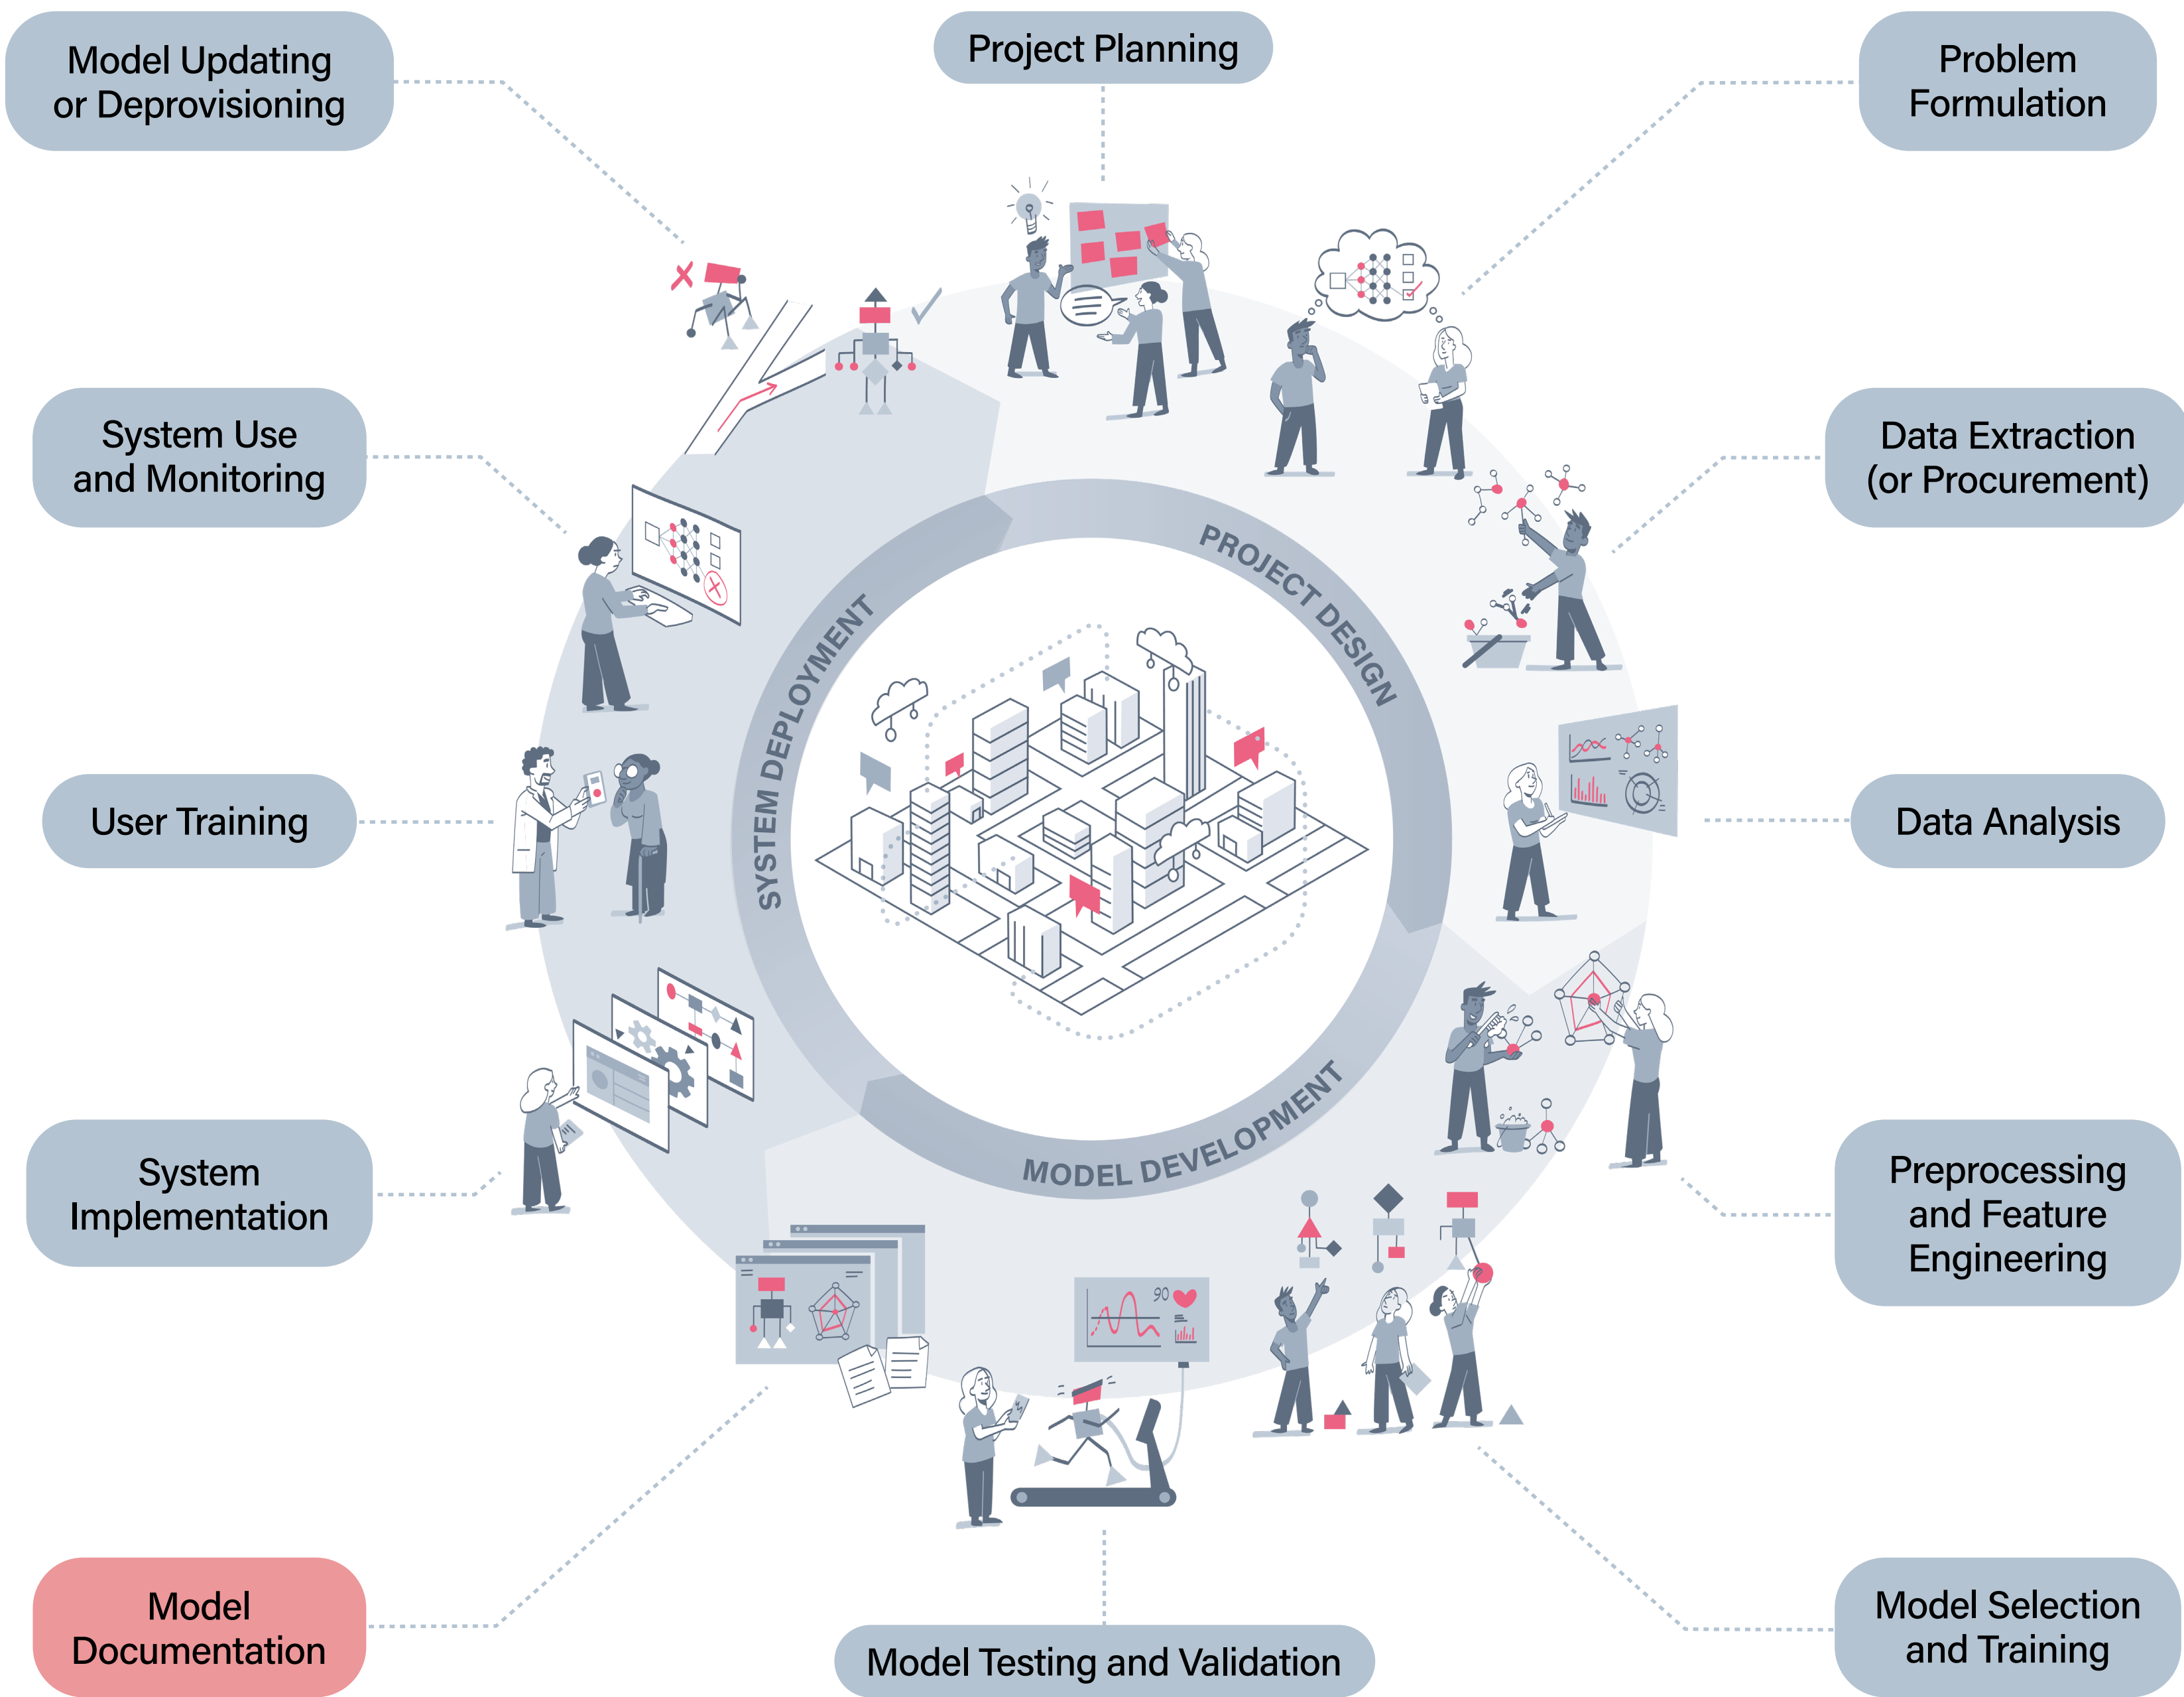 Model Updating
or Deprovisioning
Project Planning
Problem
Formulation
System Use
and Monitoring
Data Extraction
(or Procurement)
PROJECT DESIGN
SYSTEM DEPLOYMENT
User Training
Data Analysis
MODEL DEVELOPMENT
System
Implementation
Preprocessing
and Feature
Engineering
90
Model
Documentation
Model Testing and Validation
Model Selection
and Training